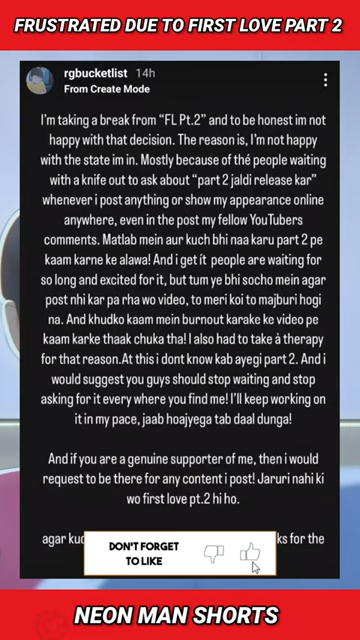 FRUSTRATED DUE TO FIRST LOVE PART 2
rgbucketlist 14h
From Create Mode
I'm taking a break from "FL Pt.2" and to be honest im not
happy with that decision. The reason is, I'm not happy
with the state im in. Mostly because of thé people waiting
with a knife out to ask about "part 2 jaldi release kar"
whenever i post anything or show my appearance online
anywhere, even in the post my fellow YouTubers
comments. Matlab mein aur kuch bhi naa karu part 2 pe
kaam karne ke alawa! And i get ít people are waiting for
so long and excited for it, but tum ye bhi socho mein agar
post nhi kar pa rha wo video, to meri koi to majburi hogi
na. And khudko kaam mein burnout karake ke video pe
kaam karke thaak chuka tha! I also had to take à therapy
for that reason.At this i dont know kab ayegi part 2. And i
would suggest you guys should stop waiting and stop
asking for it every where you find me! I'll keep working on
it in my pace, jaab hoajyega tab daal dunga!
And if you are a genuine supporter of me, then i would
request to be there for any content i post! Jaruri nahi ki
wo first love pt.2 hi ho.
agar ks for the
DON'T FORGET
TO LIKE
NEON MAN SHORTS